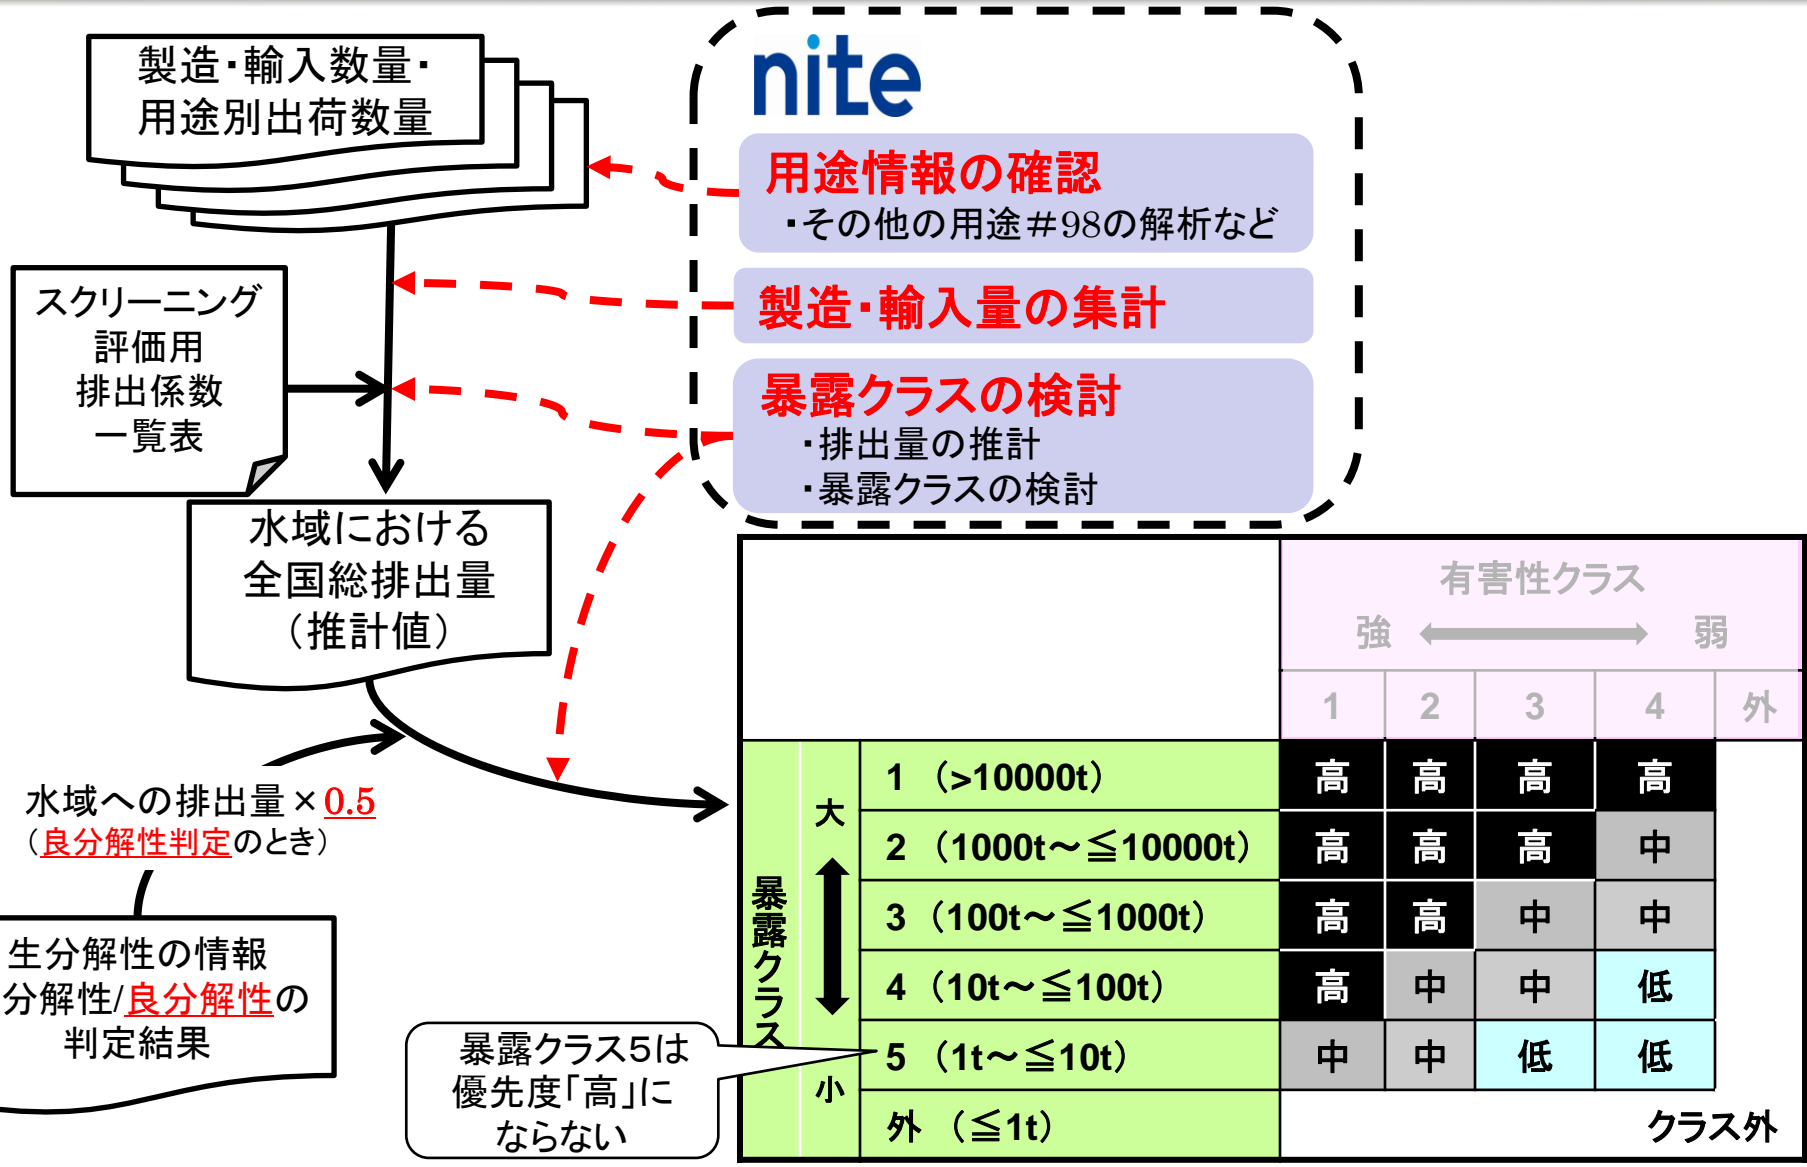 製造・輸入数量・
用途別出荷数量
nite
用途情報の確認
・その他の用途＃98の解析など
製造・輸入量の集計
暴露クラスの検討
・排出量の推計
・暴露クラスの検討
スクリーニング
評価用
排出係数
一覧表
水域における
全国総排出量
（推計値）
水域への排出量×0.5
（良分解性判定のとき）
生分解性の情報
分解性/良分解性の
判定結果
暴露クラス5は
優先度「高」に
ならない
有害性クラス
強 弱
1 2 3 4 外
暴露クラス
大
小
1 （>10000t） 高 高 高 高
2 （1000t～≦10000t） 高 高 高 中
3 （100t～≦1000t） 高 高 中 中
4 （10t～≦100t） 高 中 中 低
5 （1t～≦10t） 中 中 低 低
外 （≦1t） クラス外